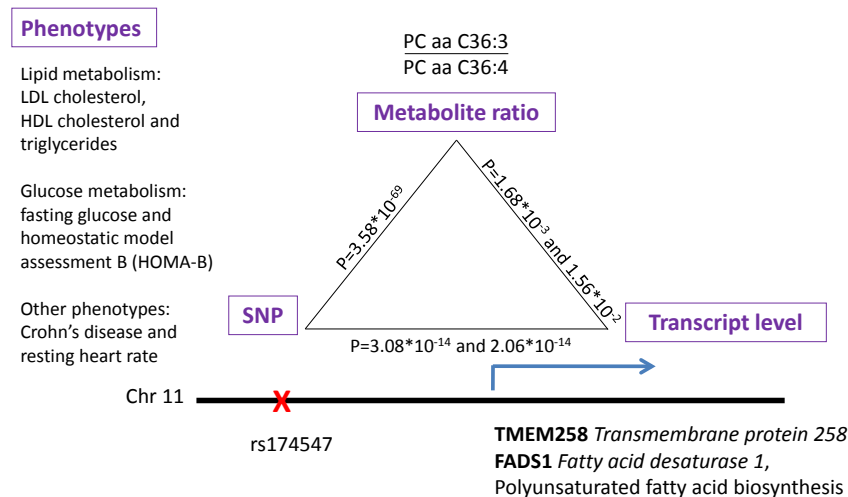 Phenotypes
Lipid metabolism:
LDL cholesterol,
HDL cholesterol and
triglycerides
Glucose metabolism:
fasting glucose and
homeostatic model
assessment B (HOMA-B)
Other phenotypes:
Crohn's disease and
resting heart rate
PC aa C36:3
PC aa C36:4
Metabolite ratio
P=3.58*10⁻⁶⁹
P=1.68*10⁻³ and 1.56*10⁻²
SNP
Transcript level
P=3.08*10⁻¹⁴ and 2.06*10⁻¹⁴
Chr 11
X
rs174547
TMEM258 Transmembrane protein 258
FADS1 Fatty acid desaturase 1,
Polyunsaturated fatty acid biosynthesis